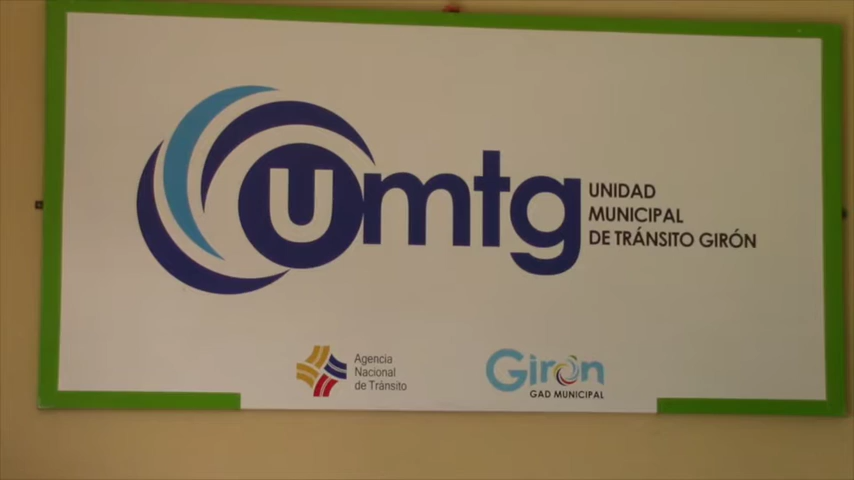 umtg
UNIDAD
MUNICIPAL
DE TRÁNSITO GIRÓN
Agencia
Nacional
de Tránsito
Girón
GAD MUNICIPAL